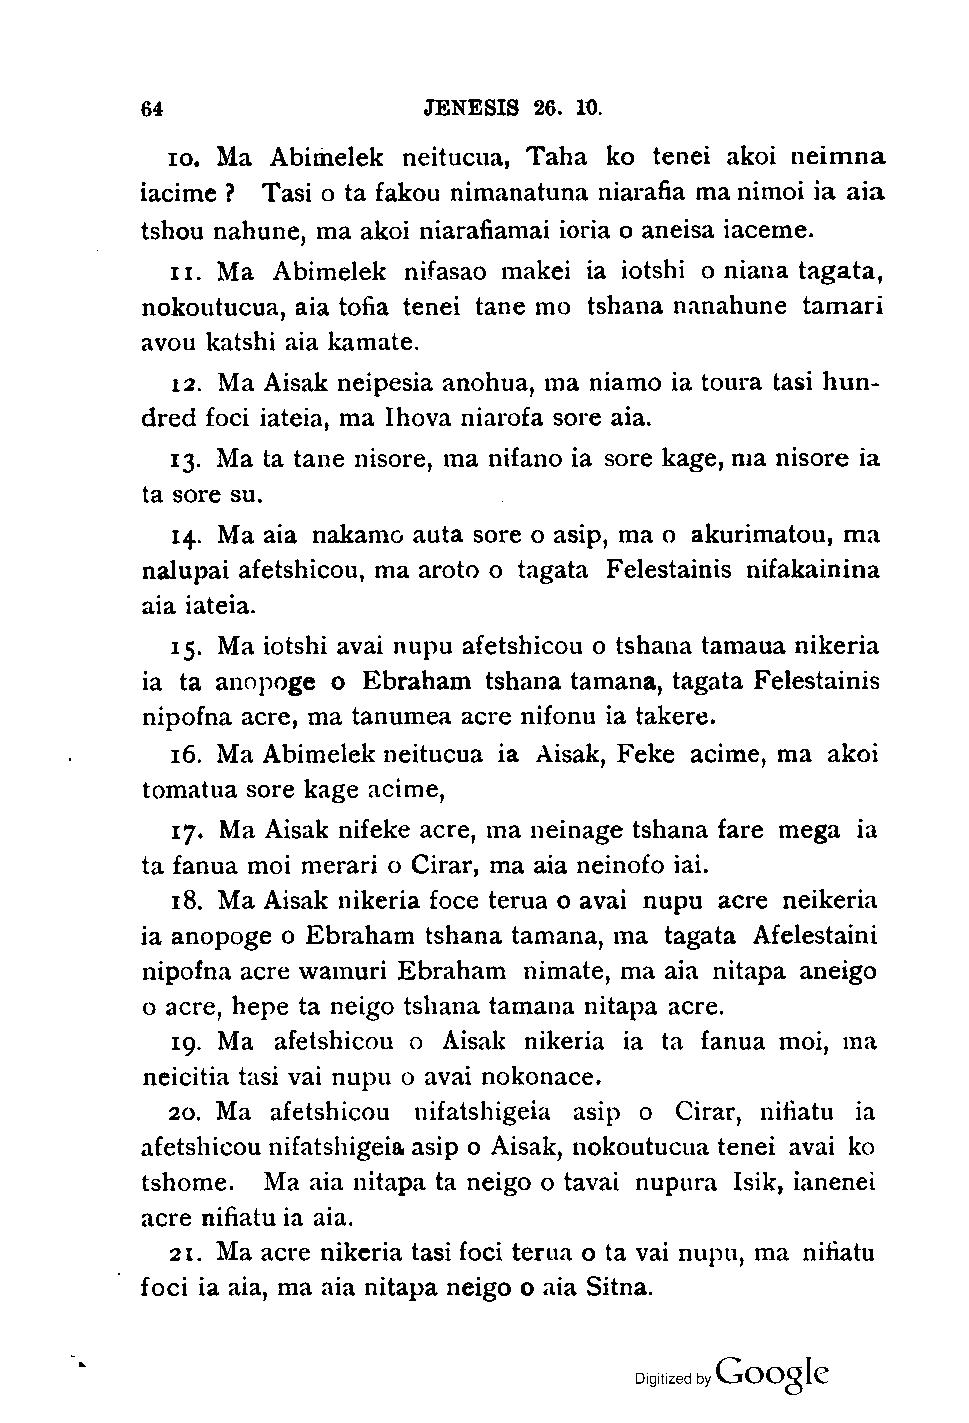 64 JENESIS 26. 10.
10. Ma Abimelek neitucua, Taha ko tenei akoi neimna
iacime ? Tasi o ta fakou nimanatuna niarafia ma nimoi ia aia
tshou nahune, ma akoi niarafiamai ioria o aneisa iaceme.
11. Ma Abimelek nifasao makei ia iotshi o niana tagata,
nokoutucua, aia tofia tenei tane mo tshana nanahune tamari
avou katshi aia kamate.
12. Ma Aisak neipesia anohua, ma niamo ia toura tasi hun-
dred foci iateia, ma Ihova niarofa sore aia.
13. Ma ta tane nisore, ma nifano ia sore kage, ma nisore ia
ta sore su.
14. Ma aia nakamo auta sore o asip, ma o akurimatou, ma
nalupai afetshicou, ma aroto o tagata Felestainis nifakainina
aia iateia.
15. Ma iotshi avai nupu afetshicou o tshana tamaua nikeria
ia ta anopoge o Ebraham tshana tamana, tagata Felestainis
nipofna acre, ma tanumea acre nifonu ia takere.
16. Ma Abimelek neitucua ia Aisak, Feke acime, ma akoi
tomatua sore kage acime,
17. Ma Aisak nifeke acre, ma neinage tshana fare mega ia
ta fanua moi merari o Cirar, ma aia neinofo iai.
18. Ma Aisak nikeria foce terua o avai nupu acre neikeria
ia anopoge o Ebraham tshana tamana, ma tagata Afelestaini
nipofna acre wamuri Ebraham nimate, ma aia nitapa aneigo
o acre, hepe ta neigo tshana tamana nitapa acre.
19. Ma afetshicou o Aisak nikeria ia ta fanua moi, ma
neicitia tasi vai nupu o avai nokonace.
20. Ma afetshicou nifatshigeia asip o Cirar, nifiatu ia
afetshicou nifatshigeia asip o Aisak, nokoutucua tenei avai ko
tshome. Ma aia nitapa ta neigo o tavai nupura Isik, ianenei
acre nifiatu ia aia.
21. Ma acre nikeria tasi foci terua o ta vai nupu, ma nifiatu
foci ia aia, ma aia nitapa neigo o aia Sitna.
Digitized by Google